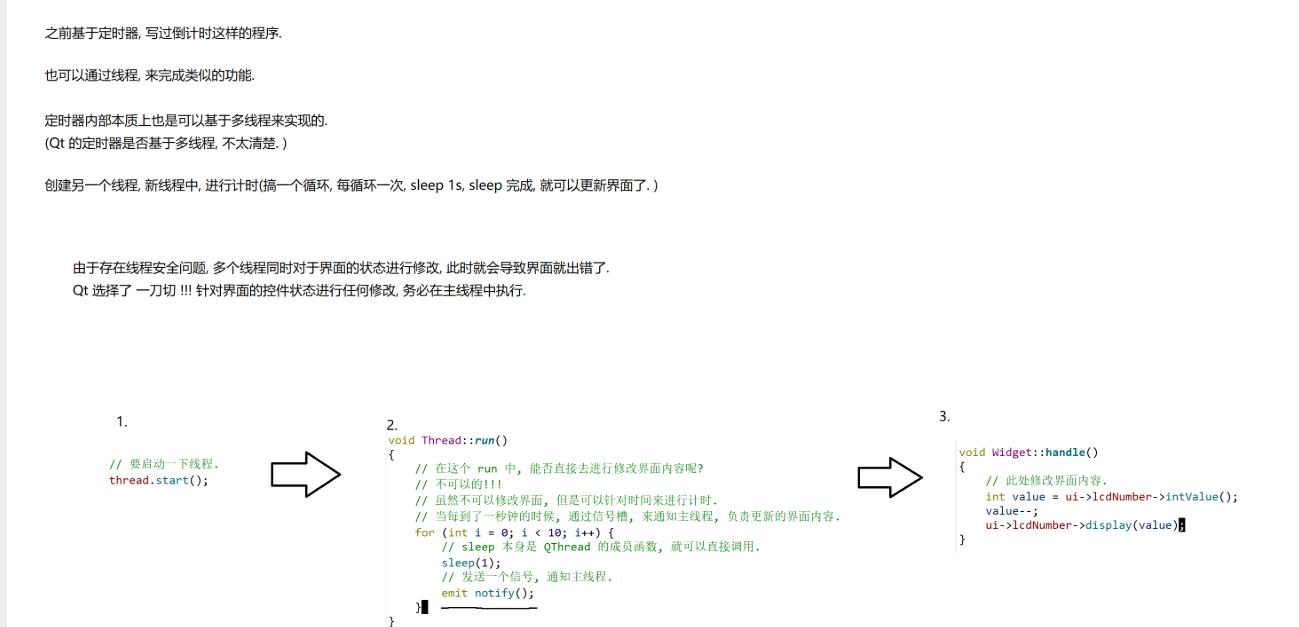 之前基于定时器, 写过倒计时这样的程序.
也可以通过线程, 来完成类似的功能.
定时器内部本质上也是可以基于多线程来实现的.
(Qt 的定时器是否基于多线程, 不太清楚. )
创建另一个线程, 新线程中, 进行计时(搞一个循环, 每循环一次, sleep 1s, sleep 完成, 就可以更新界面了. )
由于存在线程安全问题, 多个线程同时对于界面的状态进行修改, 此时就会导致界面就出错了.
Qt 选择了 一刀切 !!! 针对界面的控件状态进行任何修改, 务必在主线程中执行.
1.
// 要启动一下线程.
thread.start();
2.
void Thread::run()
{
// 在这个 run 中, 能否直接去进行修改界面内容呢?
// 不可以的!!!
// 虽然不可以修改界面, 但是可以针对时间来进行计时.
// 当每到了一秒钟的时候, 通过信号槽, 来通知主线程, 负责更新的界面内容.
for (int i = 0; i < 10; i++) {
// sleep 本身是 QThread 的成员函数, 就可以直接调用.
sleep(1);
// 发送一个信号, 通知主线程.
emit notify();
}
}
3.
void Widget::handle()
{
// 此处修改界面内容.
int value = ui->lcdNumber->intValue();
value--;
ui->lcdNumber->display(value);
}